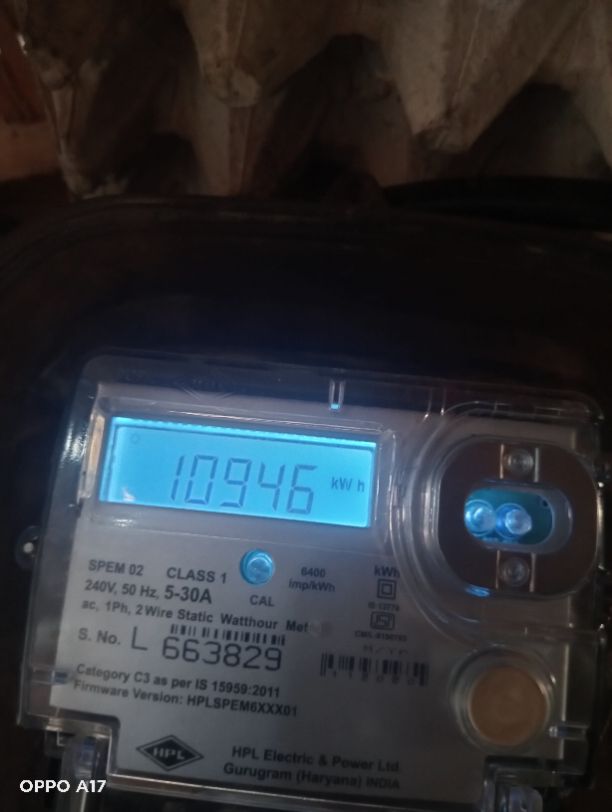 10946 kWh
SPEM 02 CLASS 1
6400 imp/kWh
kWh
240V, 50 Hz, 5-30A
CAL
ac, 1Ph, 2 Wire Static Watthour
S. No. L 663829
Category C3 as per IS 15959:2011
Firmware Version: HPLSPEM6XXX01
HPL
HPL Electric & Power Ltd.
Gurugram (Haryana) INDIA
OPPO A17